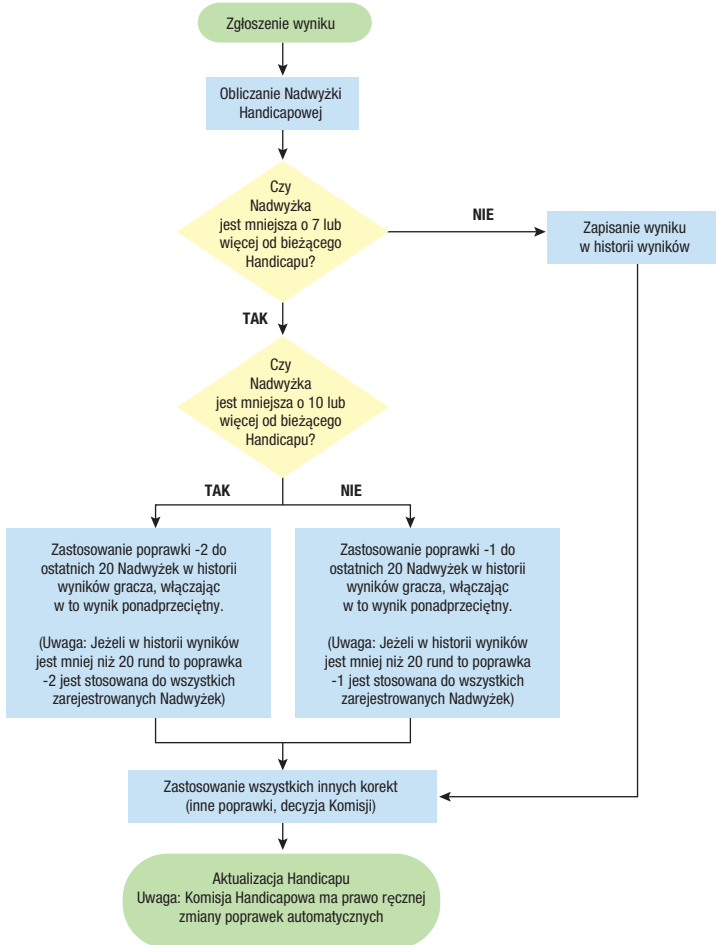 Zgłoszenie wyniku
Obliczanie Nadwyżki
Handicapowej
Czy
Nadwyżka
jest mniejsza o 7 lub
więcej od bieżącego
Handicapu?
NIE
Zapisanie wyniku
w historii wyników
TAK
Czy
Nadwyżka
jest mniejsza o 10 lub
więcej od bieżącego
Handicapu?
TAK
NIE
Zastosowanie poprawki -2 do
ostatnich 20 Nadwyżek w historii
wyników gracza, włączając
w to wynik ponadprzeciętny.
(Uwaga: Jeżeli w historii wyników
jest mniej niż 20 rund to poprawka
-2 jest stosowana do wszystkich
zarejestrowanych Nadwyżek)
Zastosowanie poprawki -1 do
ostatnich 20 Nadwyżek w historii
wyników gracza, włączając
w to wynik ponadprzeciętny.
(Uwaga: Jeżeli w historii wyników
jest mniej niż 20 rund to poprawka
-1 jest stosowana do wszystkich
zarejestrowanych Nadwyżek)
Zastosowanie wszystkich innych korekt
(inne poprawki, decyzja Komisji)
Aktualizacja Handicapu
Uwaga: Komisja Handicapowa ma prawo ręcznej
zmiany poprawek automatycznych